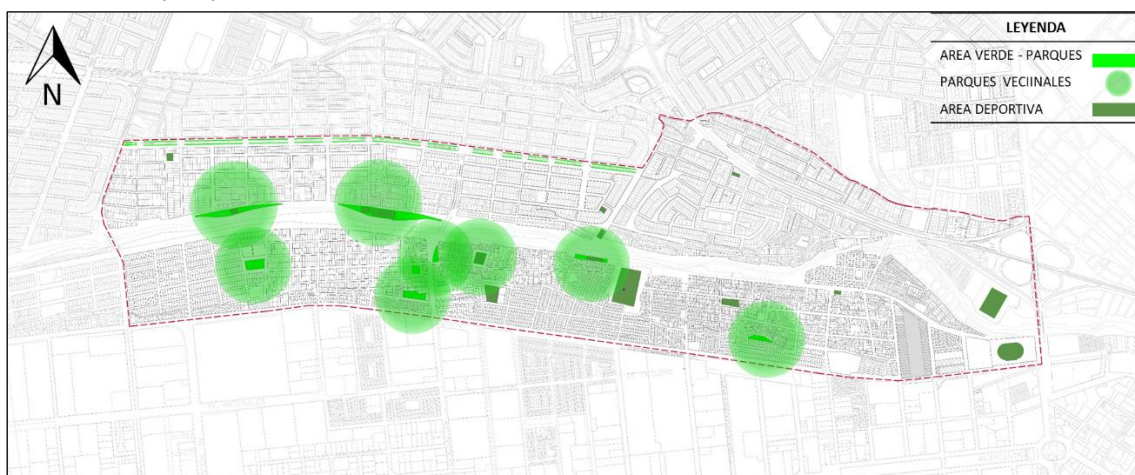 LEYENDA
AREA VERDE - PARQUES
PARQUES VECIINALES
AREA DEPORTIVA
N